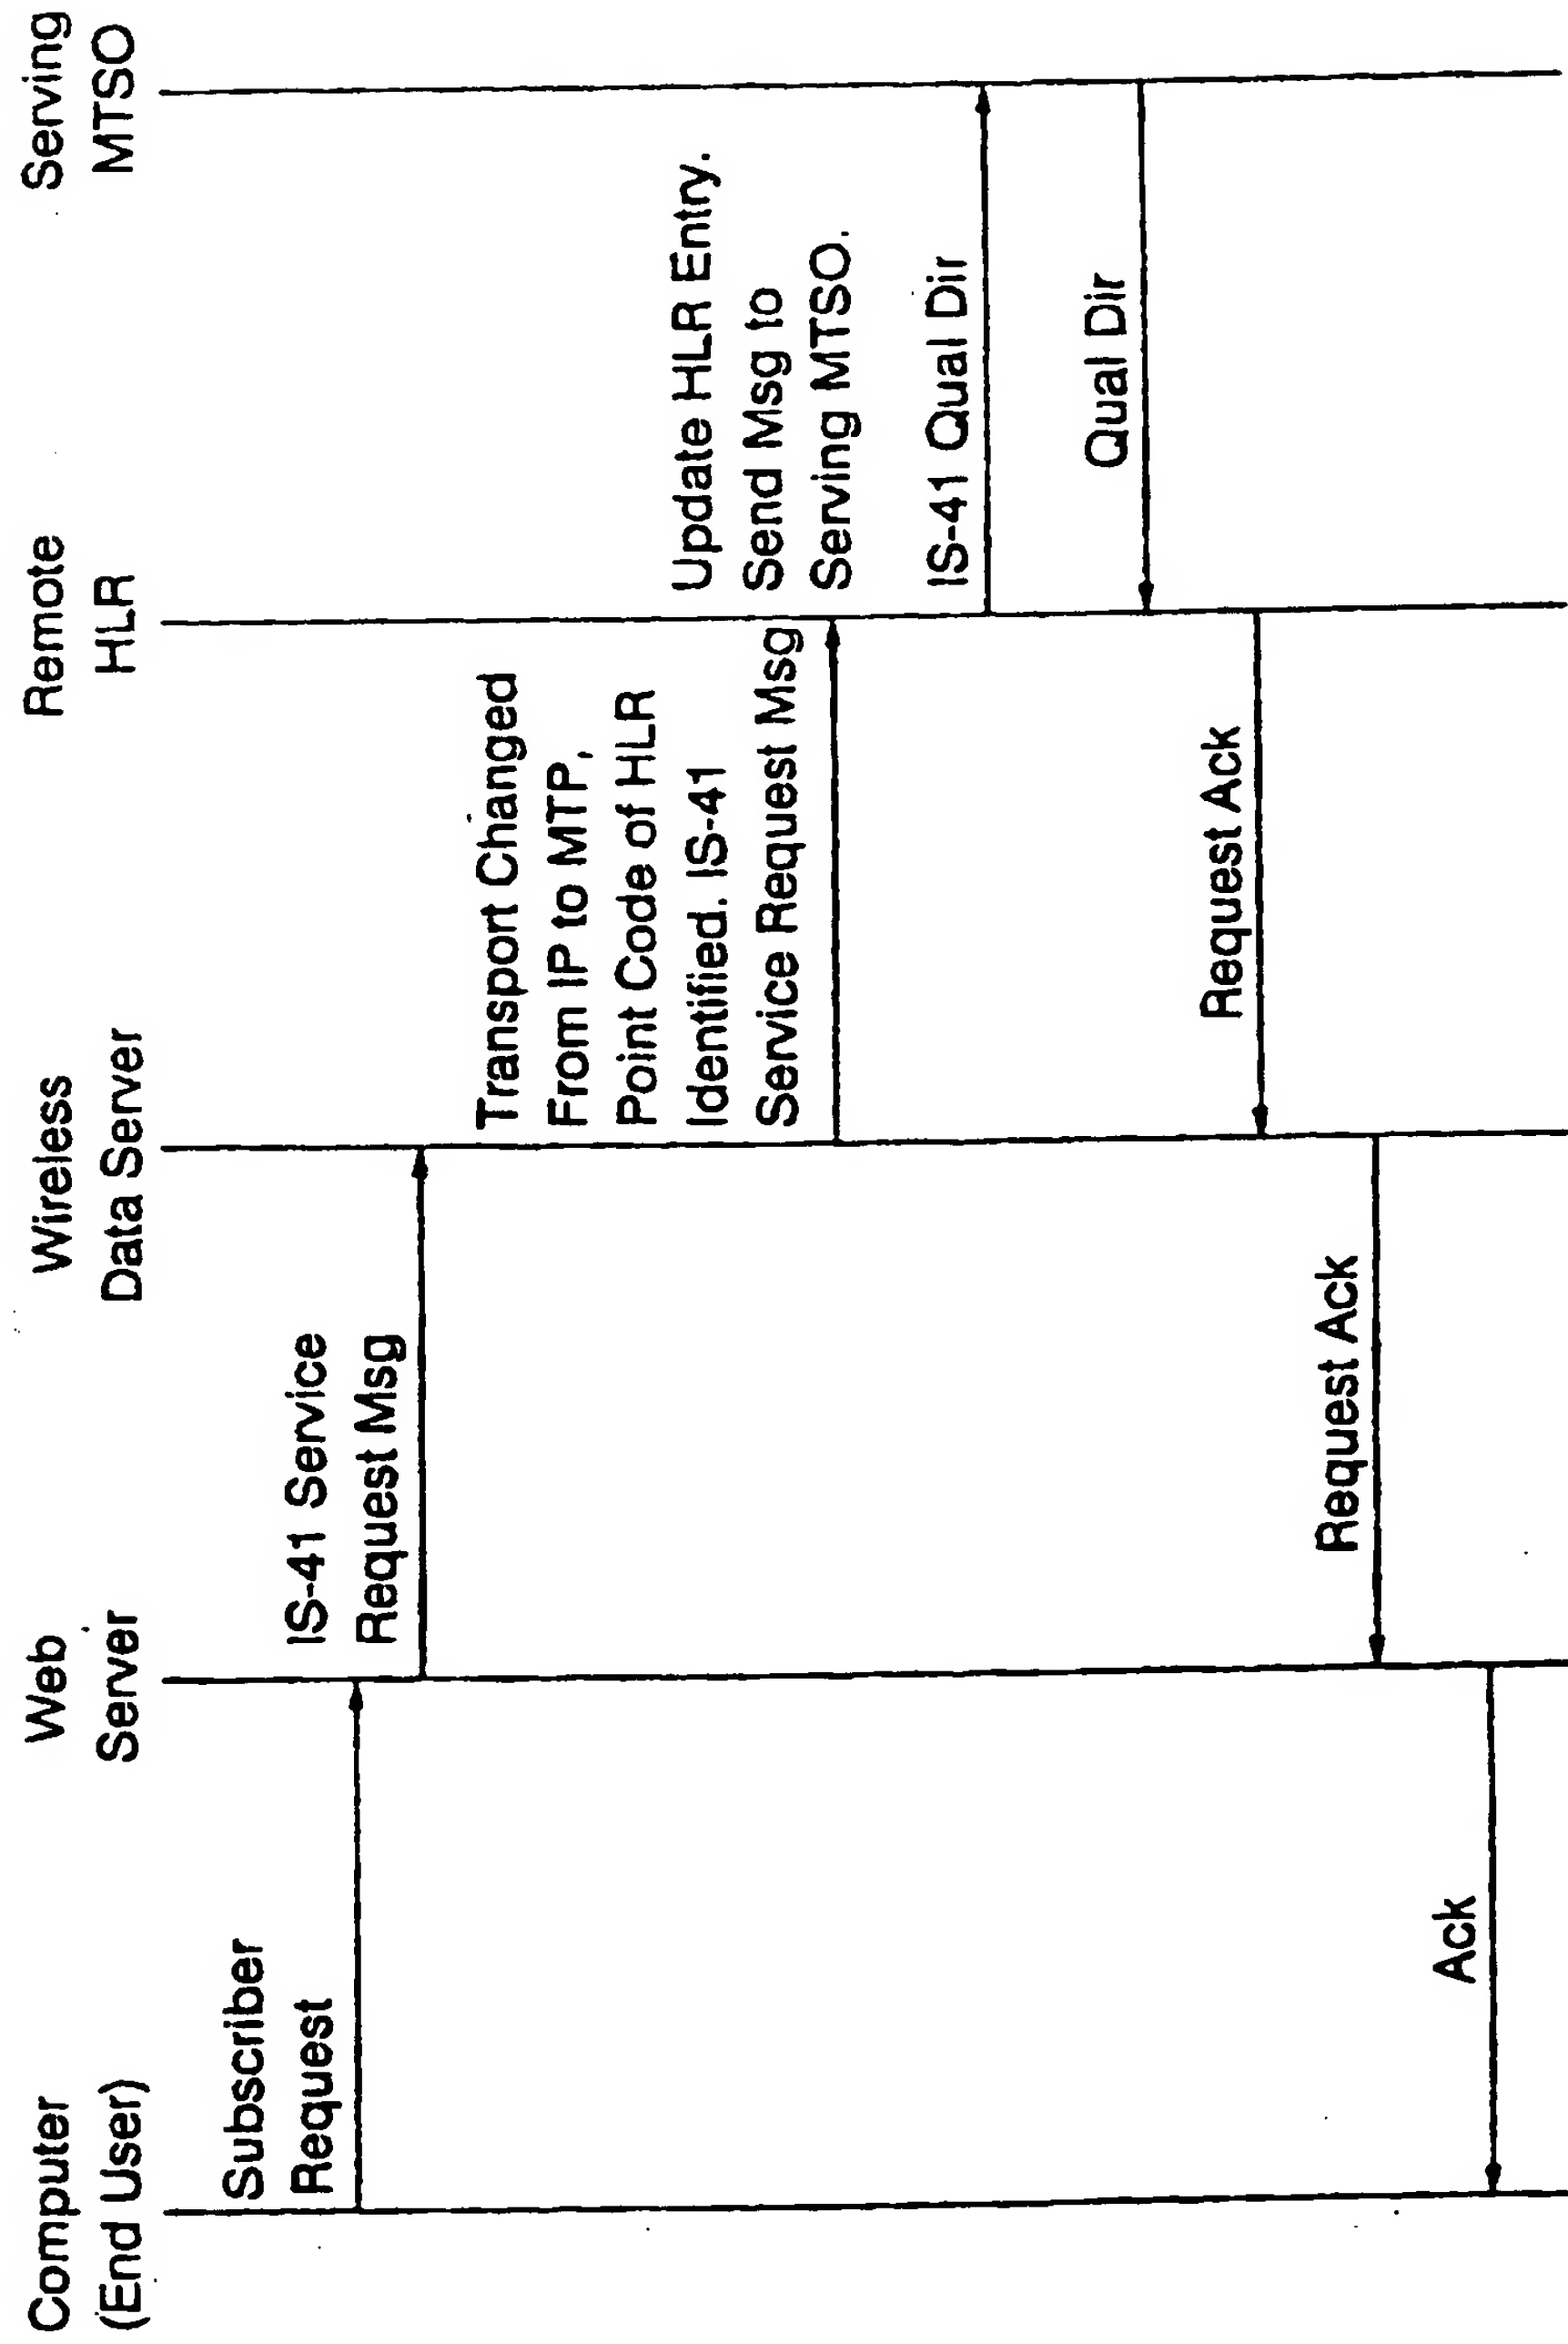 Computer
(End User)
Web
Server
Wireless
Data Server
Remote
HLR
Serving
MTSO
Subscriber
Request
IS-41 Service
Request Msg
Transport Changed
From IP to MTP,
Point Code of HLR
Identified. IS-41
Service Request Msg
Update HLR Entry.
Send Msg to
Serving MTSO.
IS-41 Qual Dir
Qual Dir
Request Ack
Request Ack
Ack